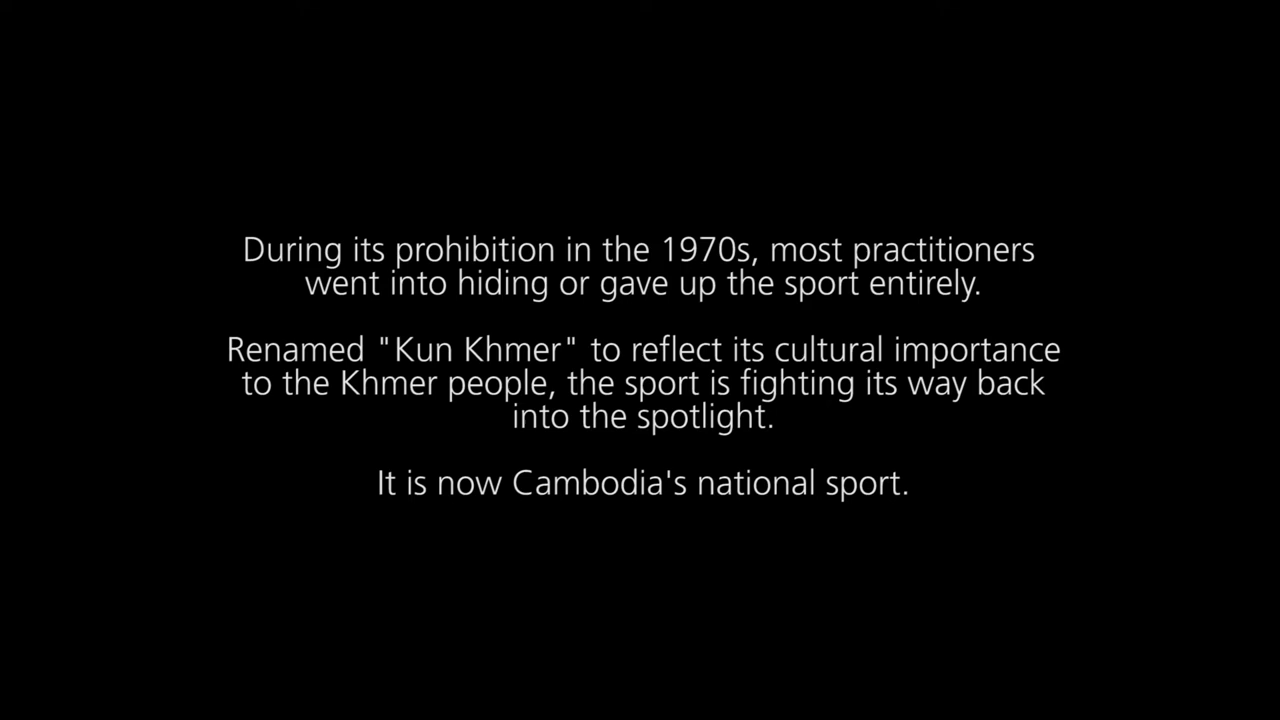 During its prohibition in the 1970s, most practitioners
went into hiding or gave up the sport entirely.
Renamed "Kun Khmer" to reflect its cultural importance
to the Khmer people, the sport is fighting its way back
into the spotlight.
It is now Cambodia's national sport.